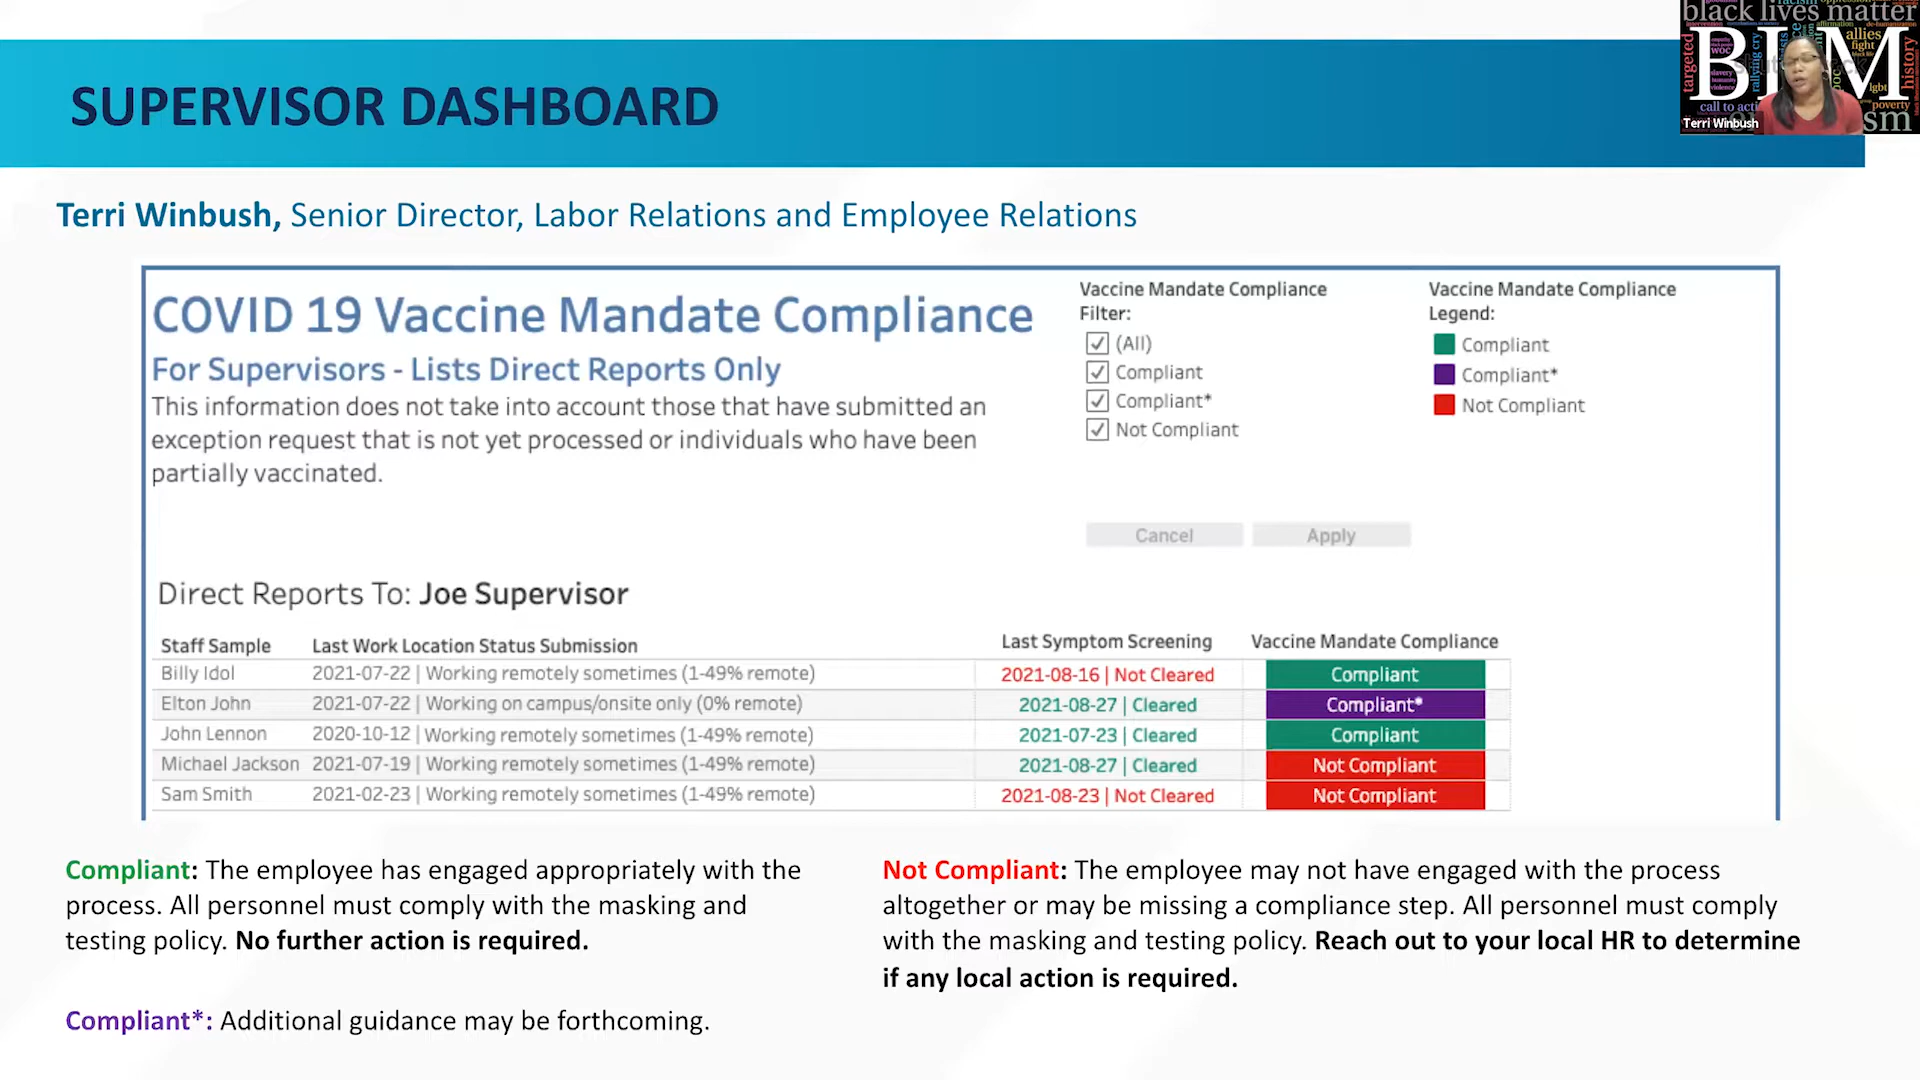 SUPERVISOR DASHBOARD
black lives matter
BLM
targeted
woc
slavery
violence
rallying cry
call to acti
allies
fight
lgbt
poverty
history
ism
Terri Winbush
Terri Winbush, Senior Director, Labor Relations and Employee Relations
COVID 19 Vaccine Mandate Compliance
For Supervisors - Lists Direct Reports Only
This information does not take into account those that have submitted an
exception request that is not yet processed or individuals who have been
partially vaccinated.
Vaccine Mandate Compliance
Filter:
(All)
Compliant
Compliant*
Not Compliant
Cancel Apply
Vaccine Mandate Compliance
Legend:
Compliant
Compliant*
Not Compliant
Direct Reports To: Joe Supervisor
Staff Sample Last Work Location Status Submission Last Symptom Screening Vaccine Mandate Compliance
Billy Idol 2021-07-22 | Working remotely sometimes (1-49% remote) 2021-08-16 | Not Cleared Compliant
Elton John 2021-07-22 | Working on campus/onsite only (0% remote) 2021-08-27 | Cleared Compliant*
John Lennon 2020-10-12 | Working remotely sometimes (1-49% remote) 2021-07-23 | Cleared Compliant
Michael Jackson 2021-07-19 | Working remotely sometimes (1-49% remote) 2021-08-27 | Cleared Not Compliant
Sam Smith 2021-02-23 | Working remotely sometimes (1-49% remote) 2021-08-23 | Not Cleared Not Compliant
Compliant: The employee has engaged appropriately with the
process. All personnel must comply with the masking and
testing policy. No further action is required.
Compliant*: Additional guidance may be forthcoming.
Not Compliant: The employee may not have engaged with the process
altogether or may be missing a compliance step. All personnel must comply
with the masking and testing policy. Reach out to your local HR to determine
if any local action is required.